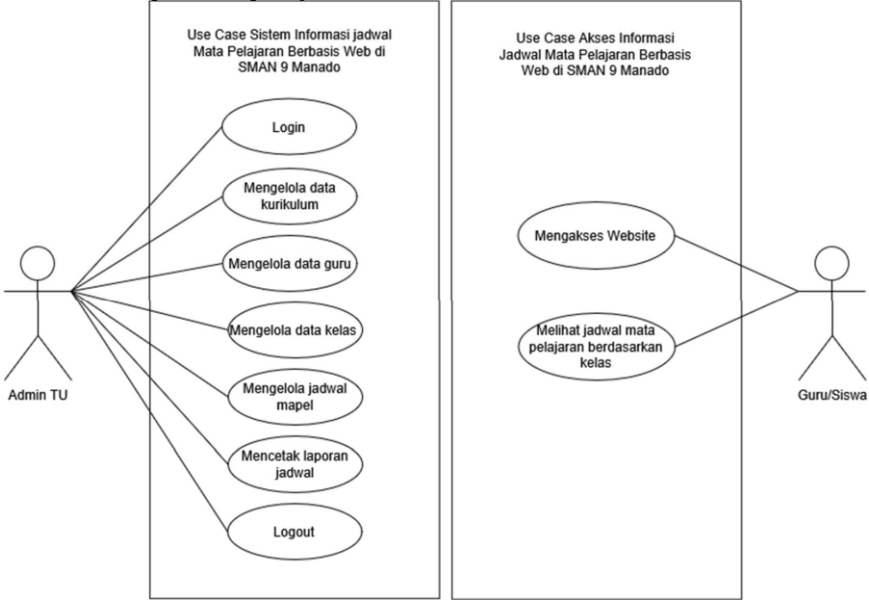 Use Case Sistem Informasi jadwal
Mata Pelajaran Berbasis Web di
SMAN 9 Manado
Login
Mengelola data
kurikulum
Mengelola data guru
Mengelola data kelas
Mengelola jadwal
mapel
Mencetak laporan
jadwal
Logout
Admin TU
Use Case Akses Informasi
Jadwal Mata Pelajaran Berbasis
Web di SMAN 9 Manado
Mengakses Website
Melihat jadwal mata
pelajaran berdasarkan
kelas
Guru/Siswa